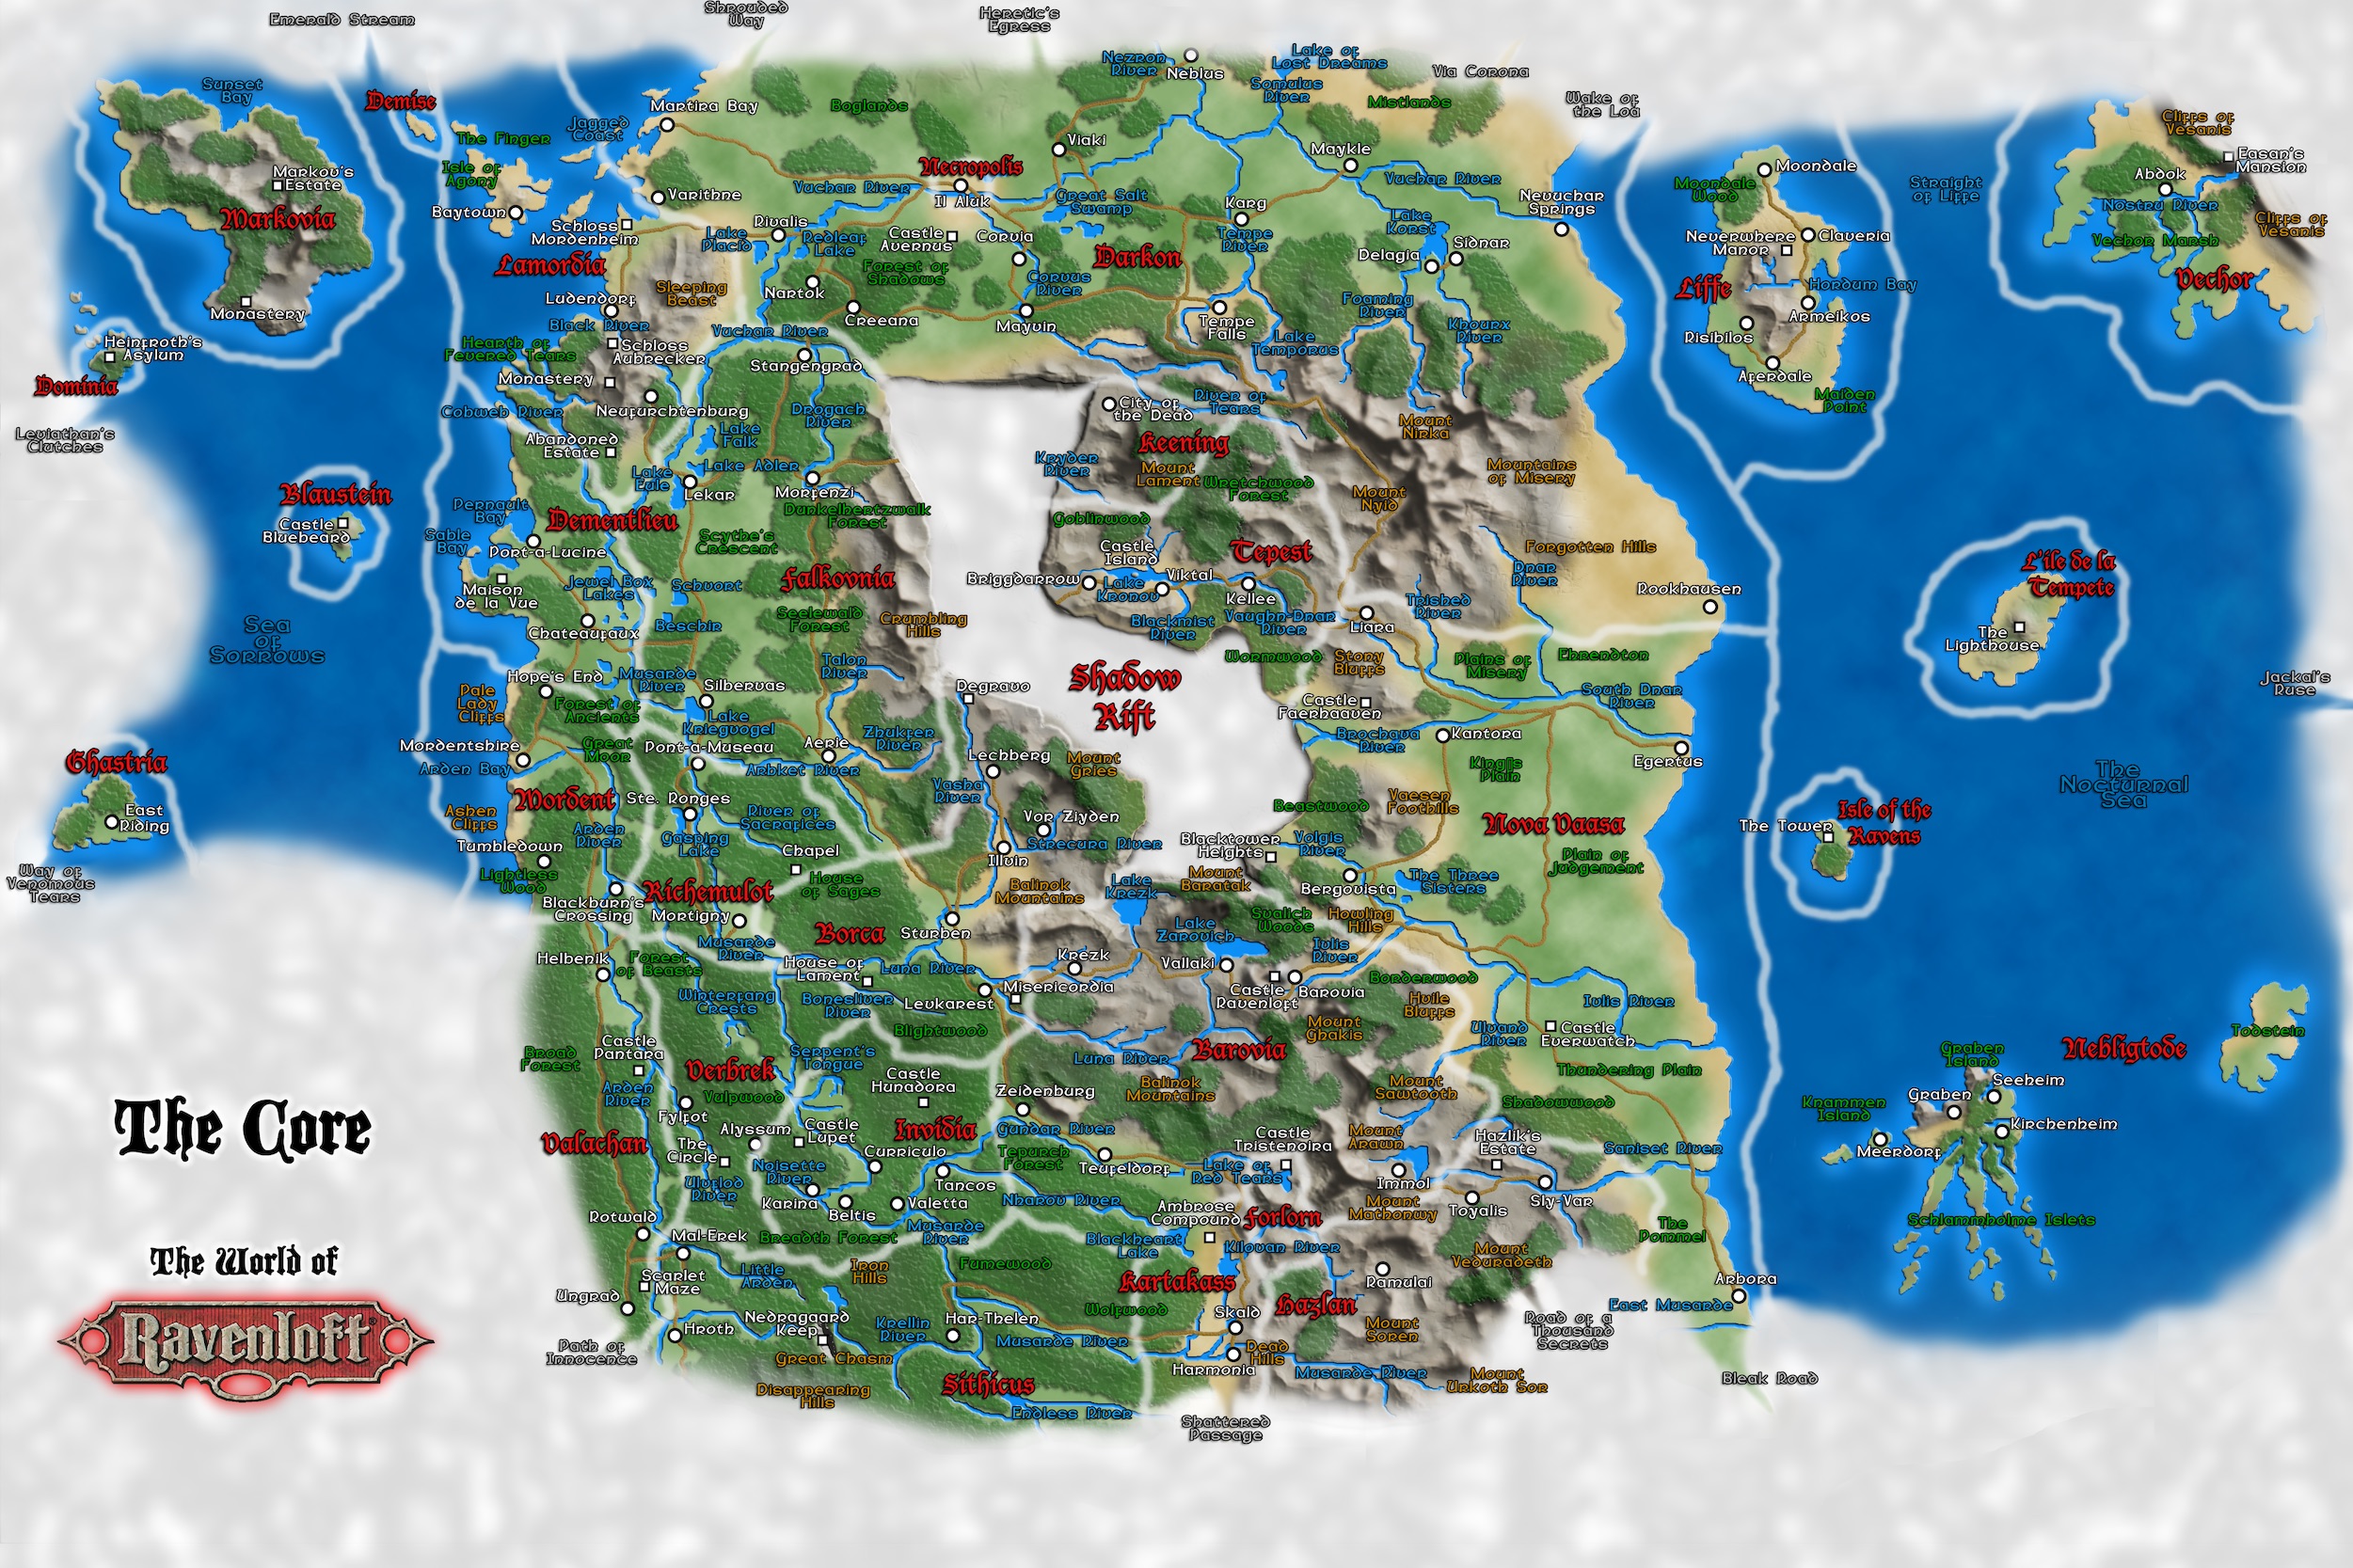 Emerald Stream
Shrouded
Way
Heretic's
Egress
Nezron
River
Nebius
Lake of
Lost Dreams
Somulus
River
Via Corona
Mistlands
Wake of
the Loa
Sunset
Bay
Demise
The Finger
Isle of
Agony
Baytown
Jagged
Coast
Martira Bay
Boglands
Viaki
Maykle
Vuchar River
Nevuchar
Springs
Moondale
Moondale
Wood
Straight
of Liffe
Cliffs of
Vesanis
Easan's
Mansion
Abdok
Nostru River
Cliffs of
Vesanis
Vechor Marsh
Vechor
Markov's
Estate
Markovia
Monastery
Varithne
Schloss
Mordenheim
Lamordia
Vuchar River
Necropolis
Il Aluk
Great Salt
Swamp
Karg
Tempe
River
Lake
Korst
Sidnar
Delagia
Neverwhere
Manor
Claveria
Liffe
Hordum Bay
Armeikos
Risibilos
Aferdale
Maiden
Point
Lake
Placid
Rivalis
Redleaf
Lake
Castle
Avernus
Corvia
Darkon
Forest of
Shadows
Corvus
River
Sleeping
Beast
Nartok
Creeana
Mayvin
Tempe
Falls
Foaming
River
Khourx
River
Lake
Temporus
Ludendorf
Black River
Vuchar River
Heinfroth's
Asylum
Dominia
Hearth of
Fevered Tears
Schloss
Aubrecker
Stangengrad
Monastery
Neufurchtenburg
Drogach
River
City of
the Dead
River of
Tears
Mount
Nirka
Leviathan's
Clutches
Cobweb River
Abandoned
Estate
Lake
Falk
Keening
Kryder
River
Mount
Lament
Wretchwood
Forest
Mount
Nyid
Mountains
of Misery
Lake
Eule
Lake Adler
Lekar
Morfenzi
Blaustein
Castle
Bluebeard
Pernault
Bay
Dementlieu
Dunkelbertzwalk
Forest
Goblinwood
Sable
Bay
Port-a-Lucine
Scythe's
Crescent
Castle
Island
Tepest
Forgotten Hills
L'ile de la
Tempete
Maison
de la Vue
Jewel Box
Lakes
Schvort
Falkovnia
Briggdarrow
Lake
Kronov
Viktal
Kellee
Dnar
River
Rookhausen
Sea
of
Sorrows
Chateaufaux
Beschir
Seelewald
Forest
Crumbling
Hills
Blackmist
River
Vaughn-Dnar
River
Liara
Trished
River
The
Lighthouse
Talon
River
Wormwood
Stony
Bluffs
Plains of
Misery
Ehrendton
Hope's End
Musarde
River
Silbervas
Degravo
Shadow
Rift
Castle
Faerhaaven
South Dnar
River
Jackal's
Ruse
Pale
Lady
Cliffs
Forest of
Ancients
Lake
Kriegvogel
Zhukfer
River
Brochava
River
Kantora
Egertus
Mordentshire
Great
Moor
Pont-a-Museau
Aerie
Lechberg
Mount
Gries
King's
Plain
The
Nocturnal
Sea
Ghastria
East
Riding
Arden Bay
Arbket River
Vasha
River
Mordent
Ste. Ronges
River of
Sacrafices
Vor Ziyden
Beastwood
Vaesen
Foothills
Nova Vaasa
The Tower
Isle of the
Ravens
Ashen
Cliffs
Arden
River
Gasping
Lake
Illvin
Strecura River
Blacktower
Heights
Volgis
River
Plain of
Judgement
Tumbledown
Chapel
Way of
Venomous
Tears
Lightless
Wood
Richemulot
House
of Sages
Balinok
Mountains
Lake
Krezk
Mount
Baratak
Bergovista
The Three
Sisters
Blackburn's
Crossing
Mortigny
Borca
Sturben
Lake
Zarovich
Svalich
Woods
Howling
Hills
Helbenik
Forest
of Beasts
Musarde
River
House of
Lament
Luna River
Krezk
Vallaki
Ivlis
River
Winterfang
Crests
Bonesliver
River
Levkarest
Misericordia
Castle
Ravenloft
Barovia
Borderwood
Hvile
Bluffs
Ivlis River
Blightwood
Mount
Ghakis
Ulvand
River
Castle
Everwatch
Todstein
Nebligtode
Graben
Island
Broad
Forest
Castle
Pantara
Serpent's
Tongue
Luna River
Barovia
Thundering Plain
Arden
River
Verbrek
Vulpwood
Castle
Hunadora
Zeidenburg
Balinok
Mountains
Mount
Sawtooth
Shadowwood
Knammen
Island
Graben
Seeheim
Kirchenheim
Meerdorf
The Core
Fylfot
Alyssum
Castle
Lupet
Invidia
Gundar River
Valachan
The
Circle
Curriculo
Tepurch
Forest
Teufeldorf
Castle
Tristenoira
Mount
Arawn
Hazlik's
Estate
Saniset River
Noisette
River
Ulvflod
River
Tancos
Lake of
Red Tears
Immol
Karina
Beltis
Valetta
Nharov River
Ambrose
Compound
Forlorn
Mount
Mathonwy
Toyalis
Sly-Var
Rotwald
Mal-Erek
Breadth Forest
Musarde
River
Blackheart
Lake
Kilovan River
Mount
Veduradeth
The
Pommel
Schlammholme Islets
The World of
Ravenloft
Scarlet
Maze
Little
Arden
Iron
Hills
Fumewood
Kartakass
Ramulai
Arbora
Ungrad
Nedragaard
Keep
Krellin
River
Har-Thelen
Wolfwood
Skald
Hazlan
Mount
Soren
Road of a
Thousand
Secrets
East Musarde
Path of
Innocence
Hroth
Great Chasm
Musarde River
Harmonia
Dead
Hills
Musarde River
Mount
Urkoth Sor
Bleak Road
Disappearing
Hills
Sithicus
Endless River
Shattered
Passage